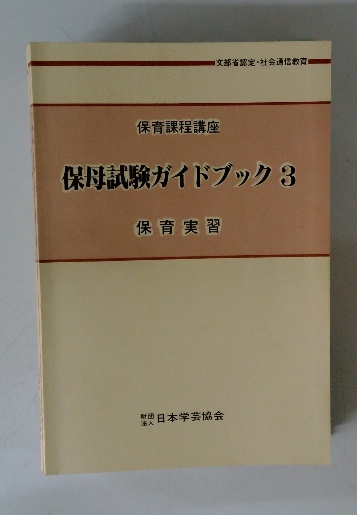 文部省認定・社会通信教育
保育課程講座
保母試験ガイドブック 3
保育実習
財団法人 日本学芸協会